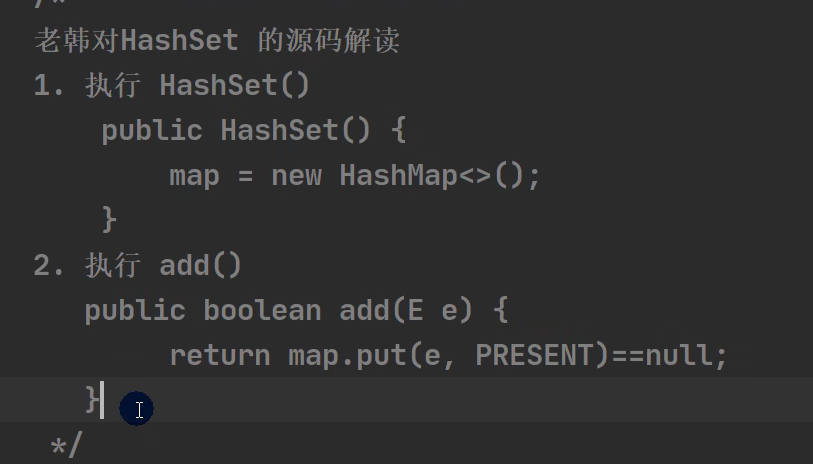 /*
老韩对HashSet 的源码解读
1. 执行 HashSet()
public HashSet() {
map = new HashMap<>();
}
2. 执行 add()
public boolean add(E e) {
return map.put(e, PRESENT)==null;
}
*/